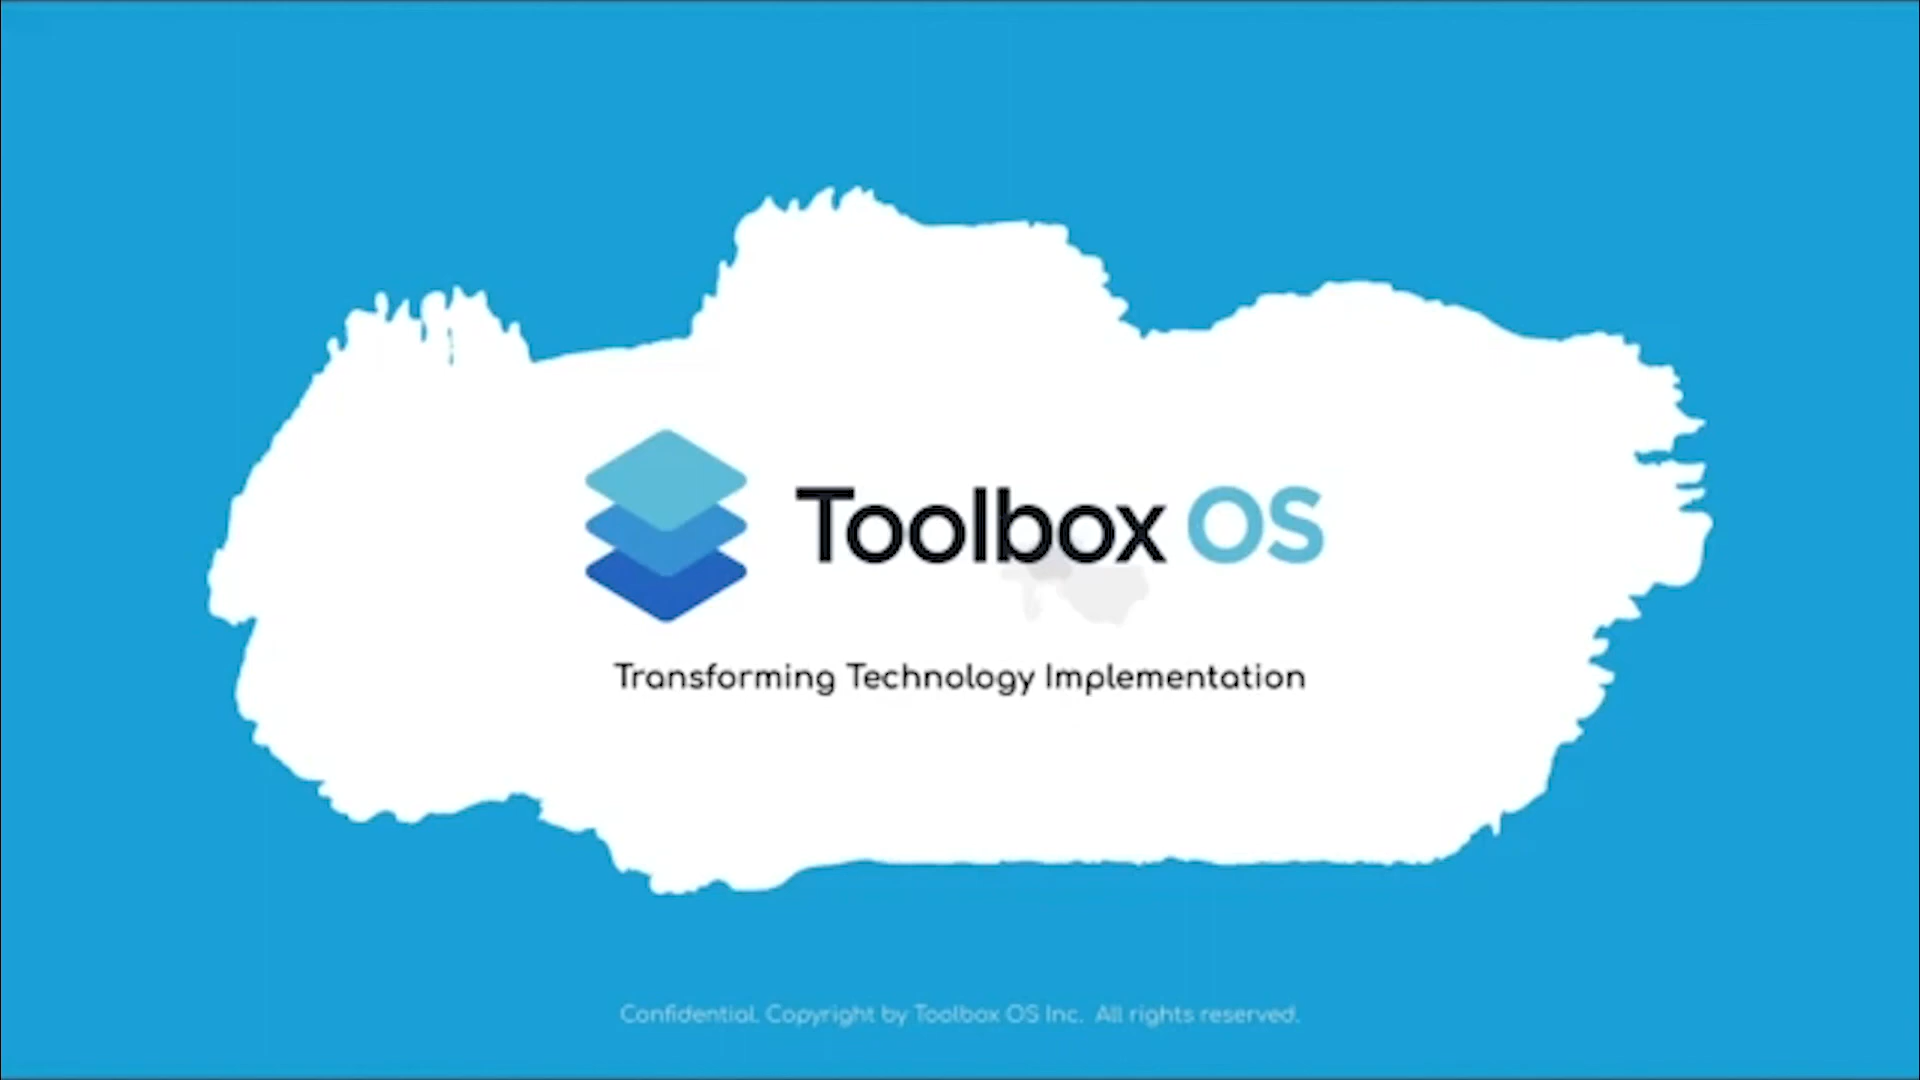 Toolbox OS
Transforming Technology Implementation
Confidential. Copyright by Toolbox OS Inc. All rights reserved.